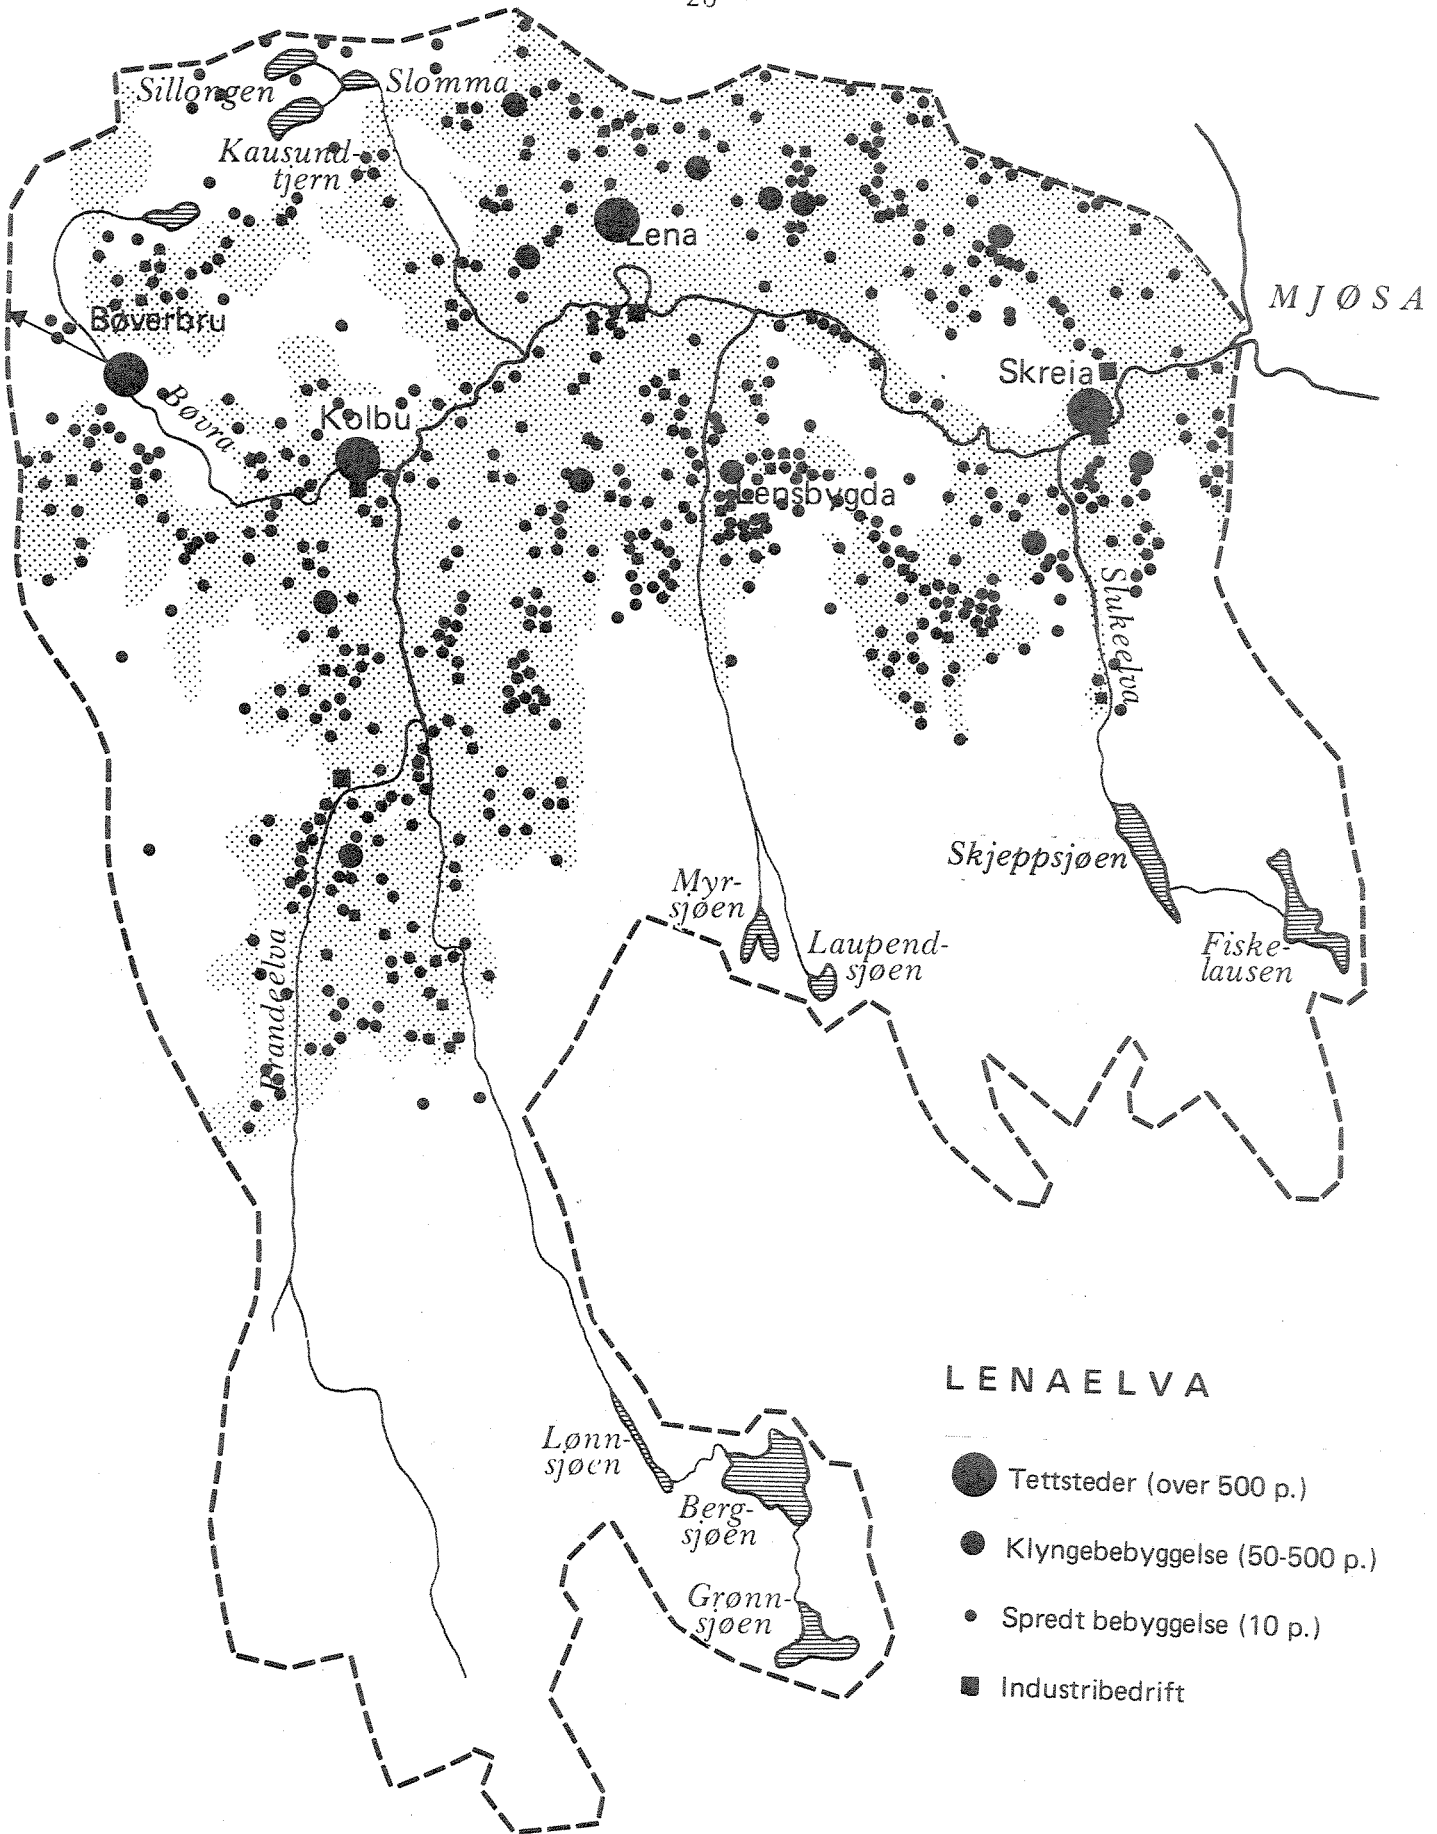 Sillongen
Slomma
Kausund-
tjern
Lena
MJØSA
Bøverbru
Skreia
Bøvra
Kolbu
Lensbygda
Slukeelva
Skjeppsjøen
Myr-
sjøen
Laupend-
sjøen
Fiske-
lausen
Brandeelva
LENAELVA
Lønn-
sjøen
Tettsteder (over 500 p.)
Berg-
sjøen
Klyngebebyggelse (50-500 p.)
Grønn-
sjøen
Spredt bebyggelse (10 p.)
Industribedrift